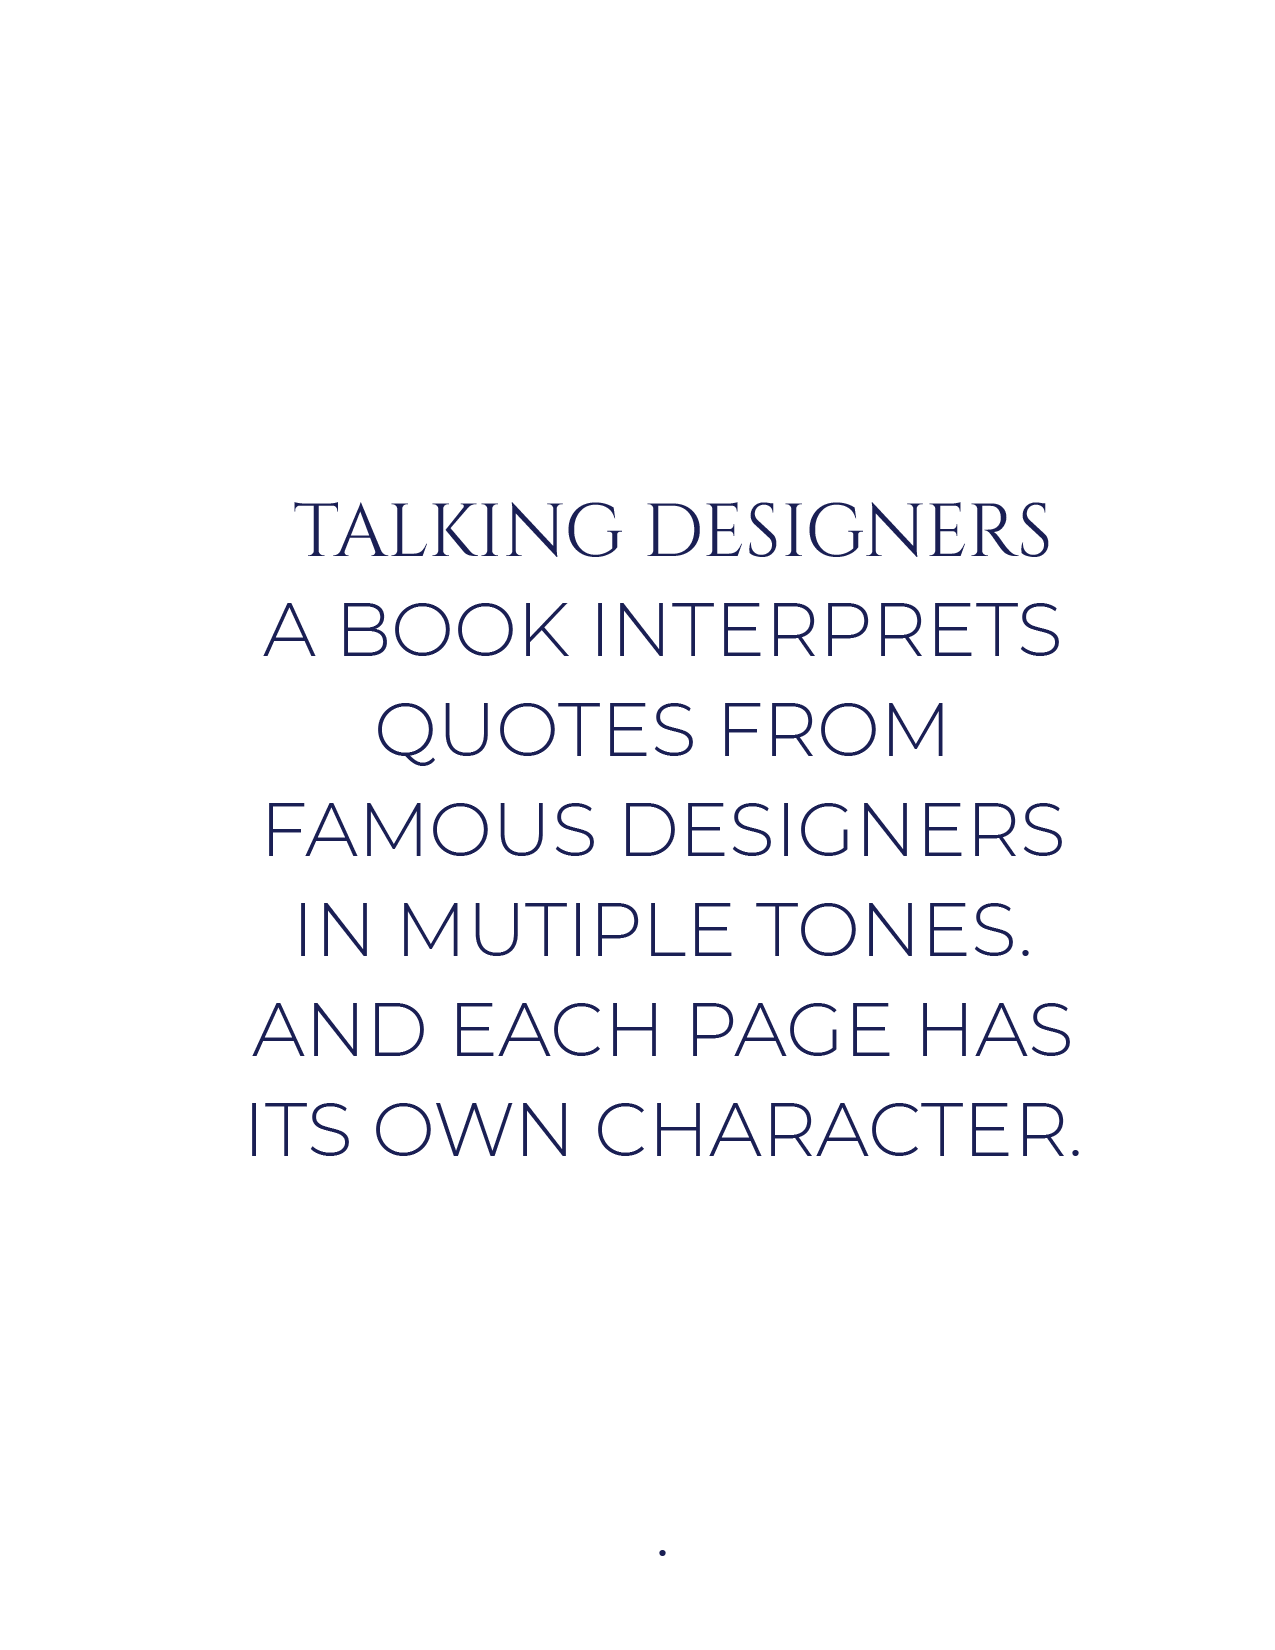 TALKING DESIGNERS
A BOOK INTERPRETS
QUOTES FROM
FAMOUS DESIGNERS
IN MUTIPLE TONES.
AND EACH PAGE HAS
ITS OWN CHARACTER.
.